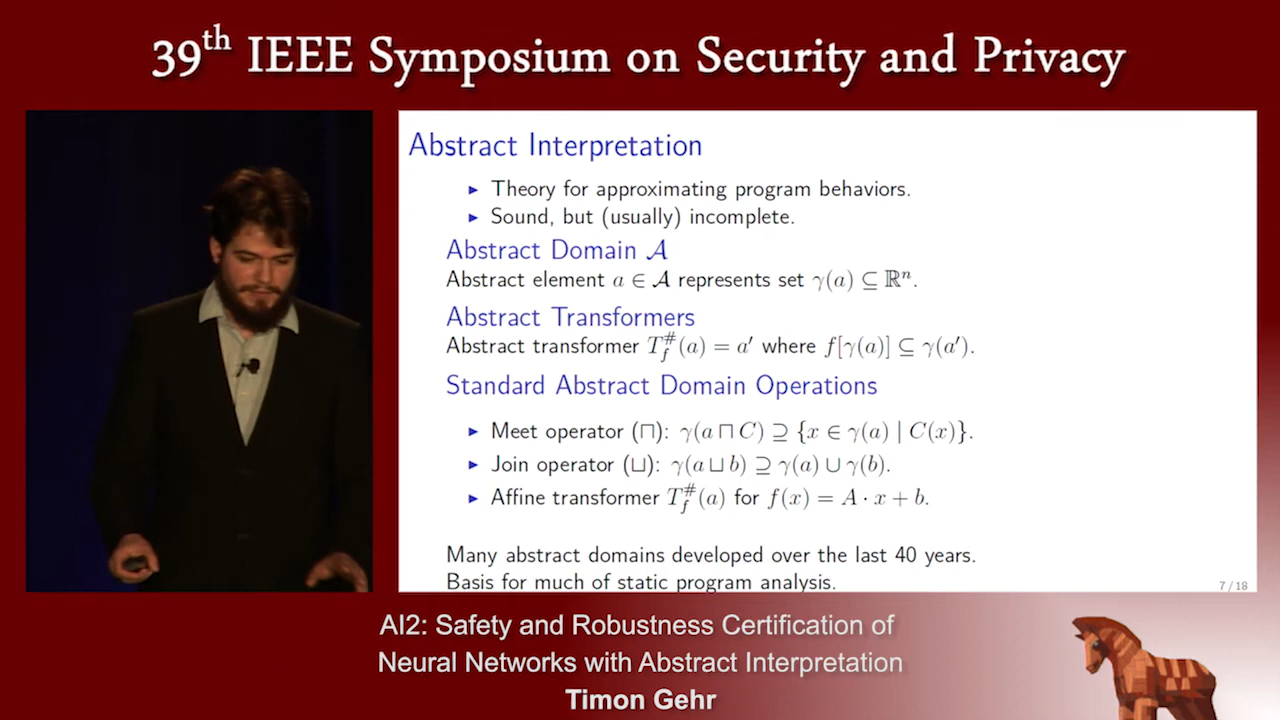 39th IEEE Symposium on Security and Privacy
Abstract Interpretation
▶ Theory for approximating program behaviors.
▶ Sound, but (usually) incomplete.
Abstract Domain 𝒜
Abstract element a ∈ 𝒜 represents set γ(a) ⊆ ℝⁿ.
Abstract Transformers
Abstract transformer T_f^#(a) = a′ where f[γ(a)] ⊆ γ(a′).
Standard Abstract Domain Operations
▶ Meet operator (⊓): γ(a ⊓ C) ⊇ {x ∈ γ(a) | C(x)}.
▶ Join operator (⊔): γ(a ⊔ b) ⊇ γ(a) ∪ γ(b).
▶ Affine transformer T_f^#(a) for f(x) = A · x + b.
Many abstract domains developed over the last 40 years.
Basis for much of static program analysis.
7 / 18
AI2: Safety and Robustness Certification of
Neural Networks with Abstract Interpretation
Timon Gehr